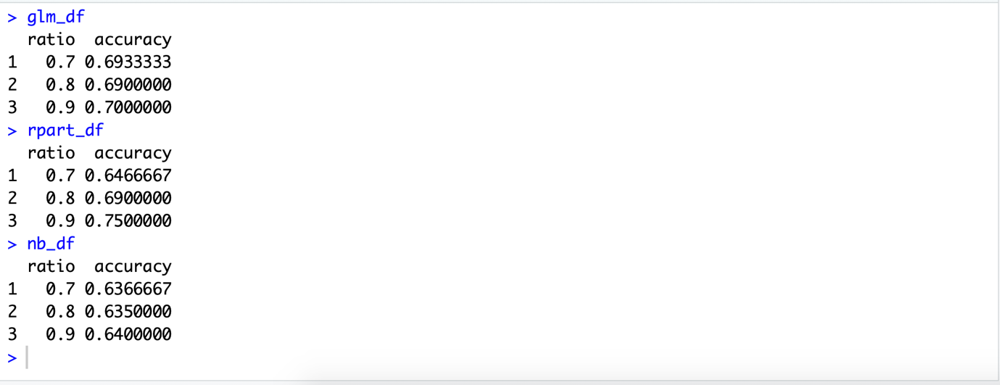 > glm_df
  ratio  accuracy
1   0.7 0.6933333
2   0.8 0.6900000
3   0.9 0.7000000
> rpart_df
  ratio  accuracy
1   0.7 0.6466667
2   0.8 0.6900000
3   0.9 0.7500000
> nb_df
  ratio  accuracy
1   0.7 0.6366667
2   0.8 0.6350000
3   0.9 0.6400000
>